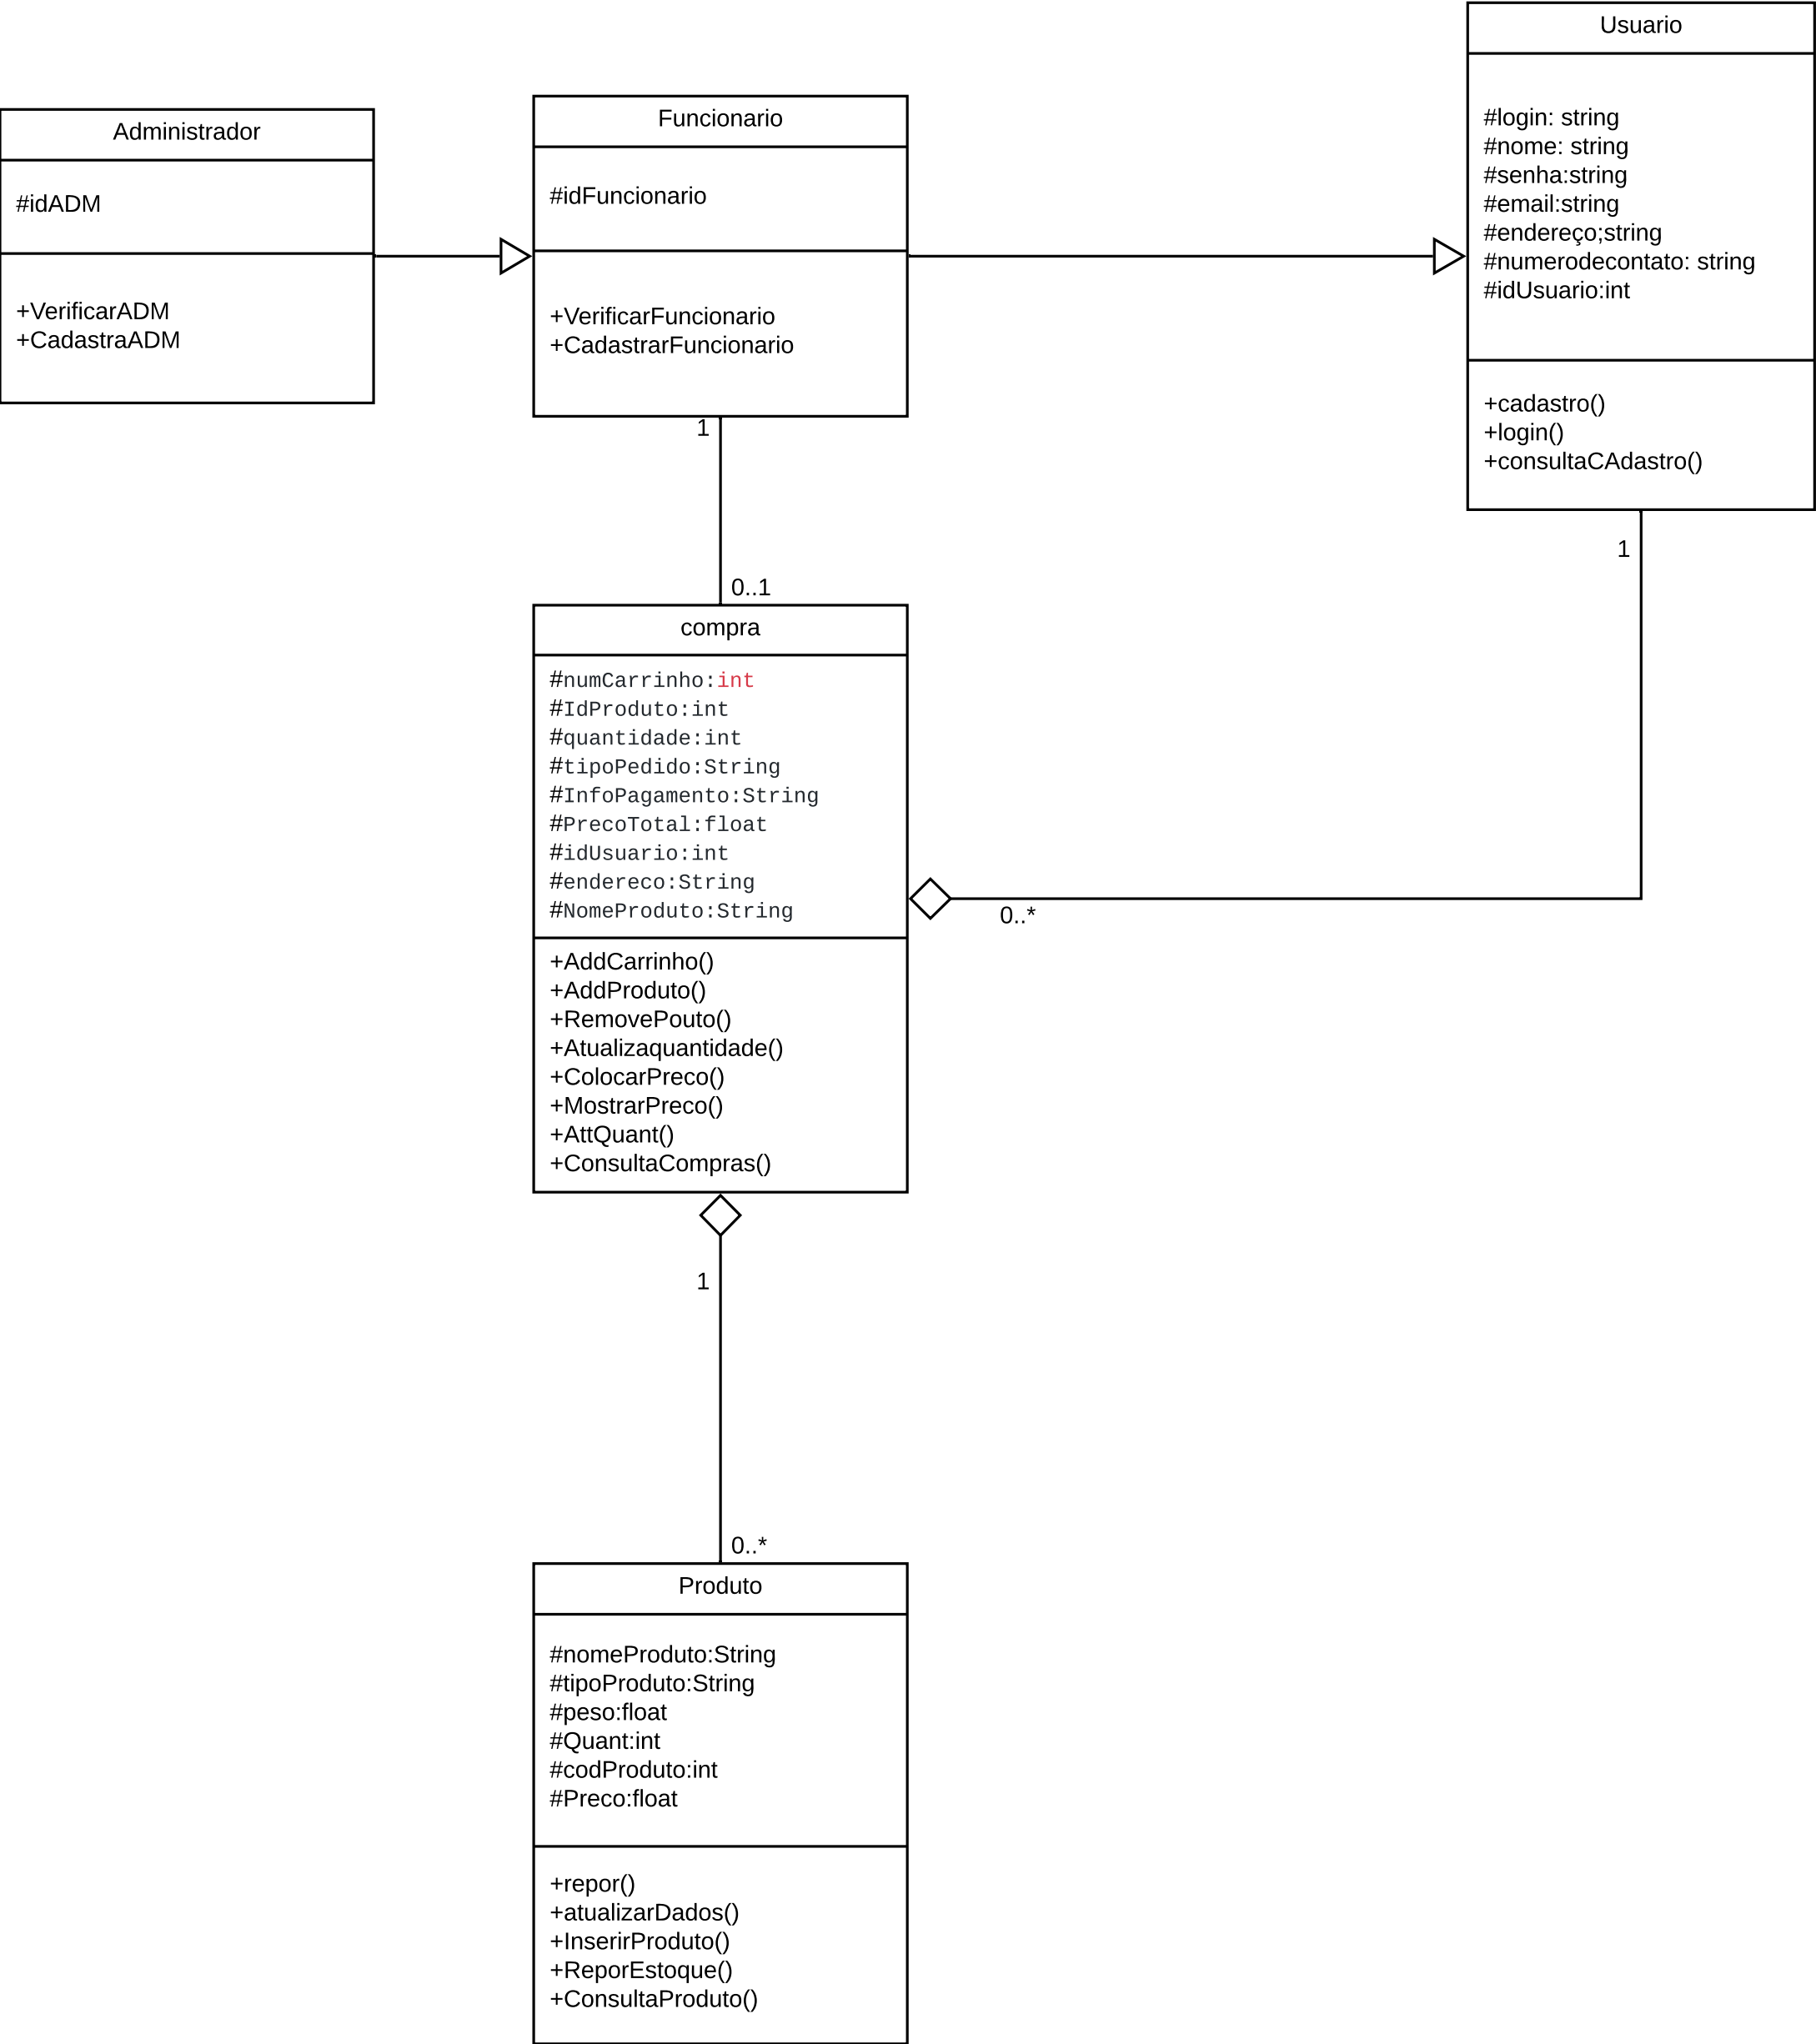 Administrador
#idADM
+VerificarADM
+CadastraADM
Funcionario
#idFuncionario
+VerificarFuncionario
+CadastrarFuncionario
Usuario
#login: string
#nome: string
#senha:string
#email:string
#endereço;string
#numerodecontato: string
#idUsuario:int
+cadastro()
+login()
+consultaCAdastro()
1
0..1
1
0..*
compra
#numCarrinho:int
#IdProduto:int
#quantidade:int
#tipoPedido:String
#InfoPagamento:String
#PrecoTotal:float
#idUsuario:int
#endereco:String
#NomeProduto:String
+AddCarrinho()
+AddProduto()
+RemovePouto()
+Atualizaquantidade()
+ColocarPreco()
+MostrarPreco()
+AttQuant()
+ConsultaCompras()
1
0..*
Produto
#nomeProduto:String
#tipoProduto:String
#peso:float
#Quant:int
#codProduto:int
#Preco:float
+repor()
+atualizarDados()
+InserirProduto()
+ReporEstoque()
+ConsultaProduto()